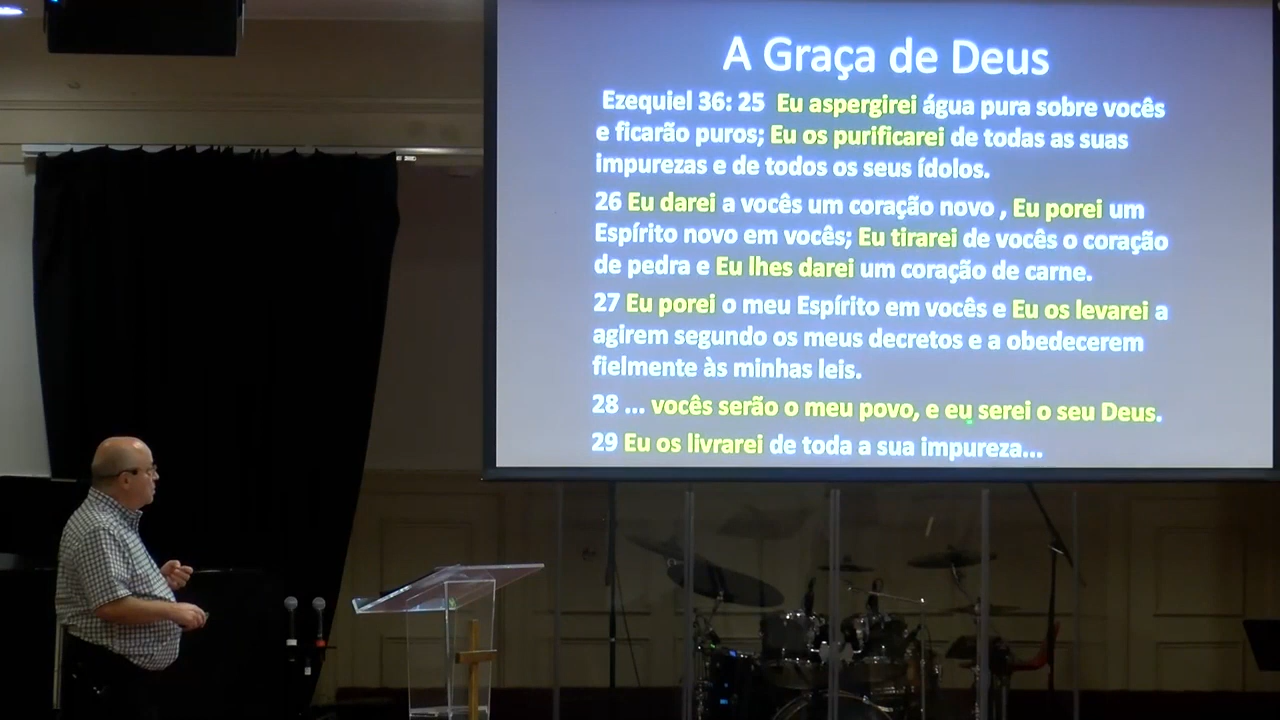 A Graça de Deus
Ezequiel 36: 25 Eu aspergirei água pura sobre vocês
e ficarão puros; Eu os purificarei de todas as suas
impurezas e de todos os seus ídolos.
26 Eu darei a vocês um coração novo , Eu porei um
Espírito novo em vocês; Eu tirarei de vocês o coração
de pedra e Eu lhes darei um coração de carne.
27 Eu porei o meu Espírito em vocês e Eu os levarei a
agirem segundo os meus decretos e a obedecerem
fielmente às minhas leis.
28 ... vocês serão o meu povo, e eu serei o seu Deus.
29 Eu os livrarei de toda a sua impureza...